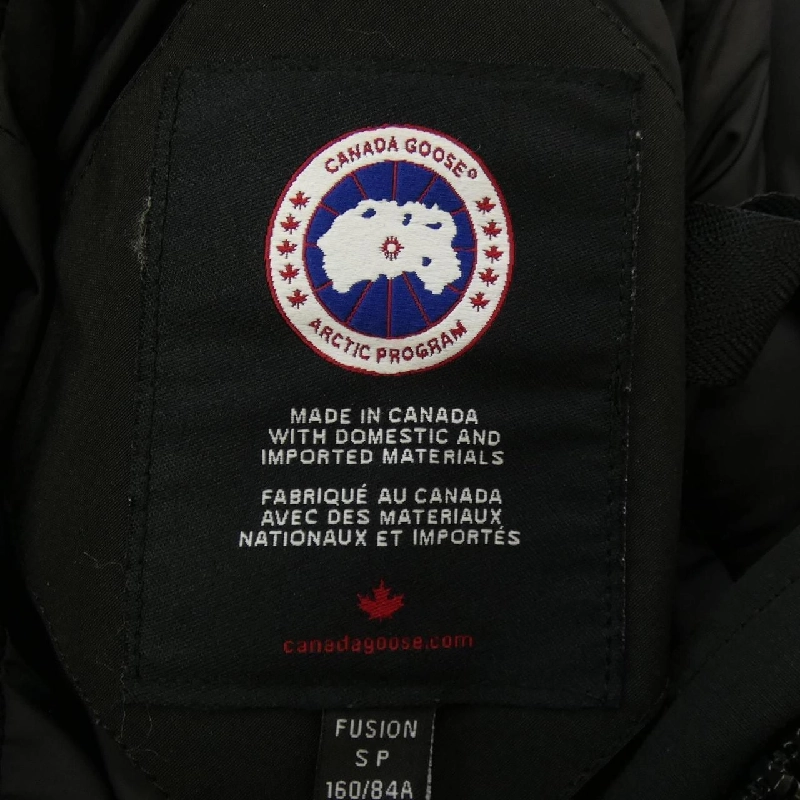 CANADA GOOSE®
ARCTIC PROGRAM
MADE IN CANADA
WITH DOMESTIC AND
IMPORTED MATERIALS
FABRIQUÉ AU CANADA
AVEC DES MATERIAUX
NATIONAUX ET IMPORTÉS
canadagoose.com
FUSION
S P
160/84A